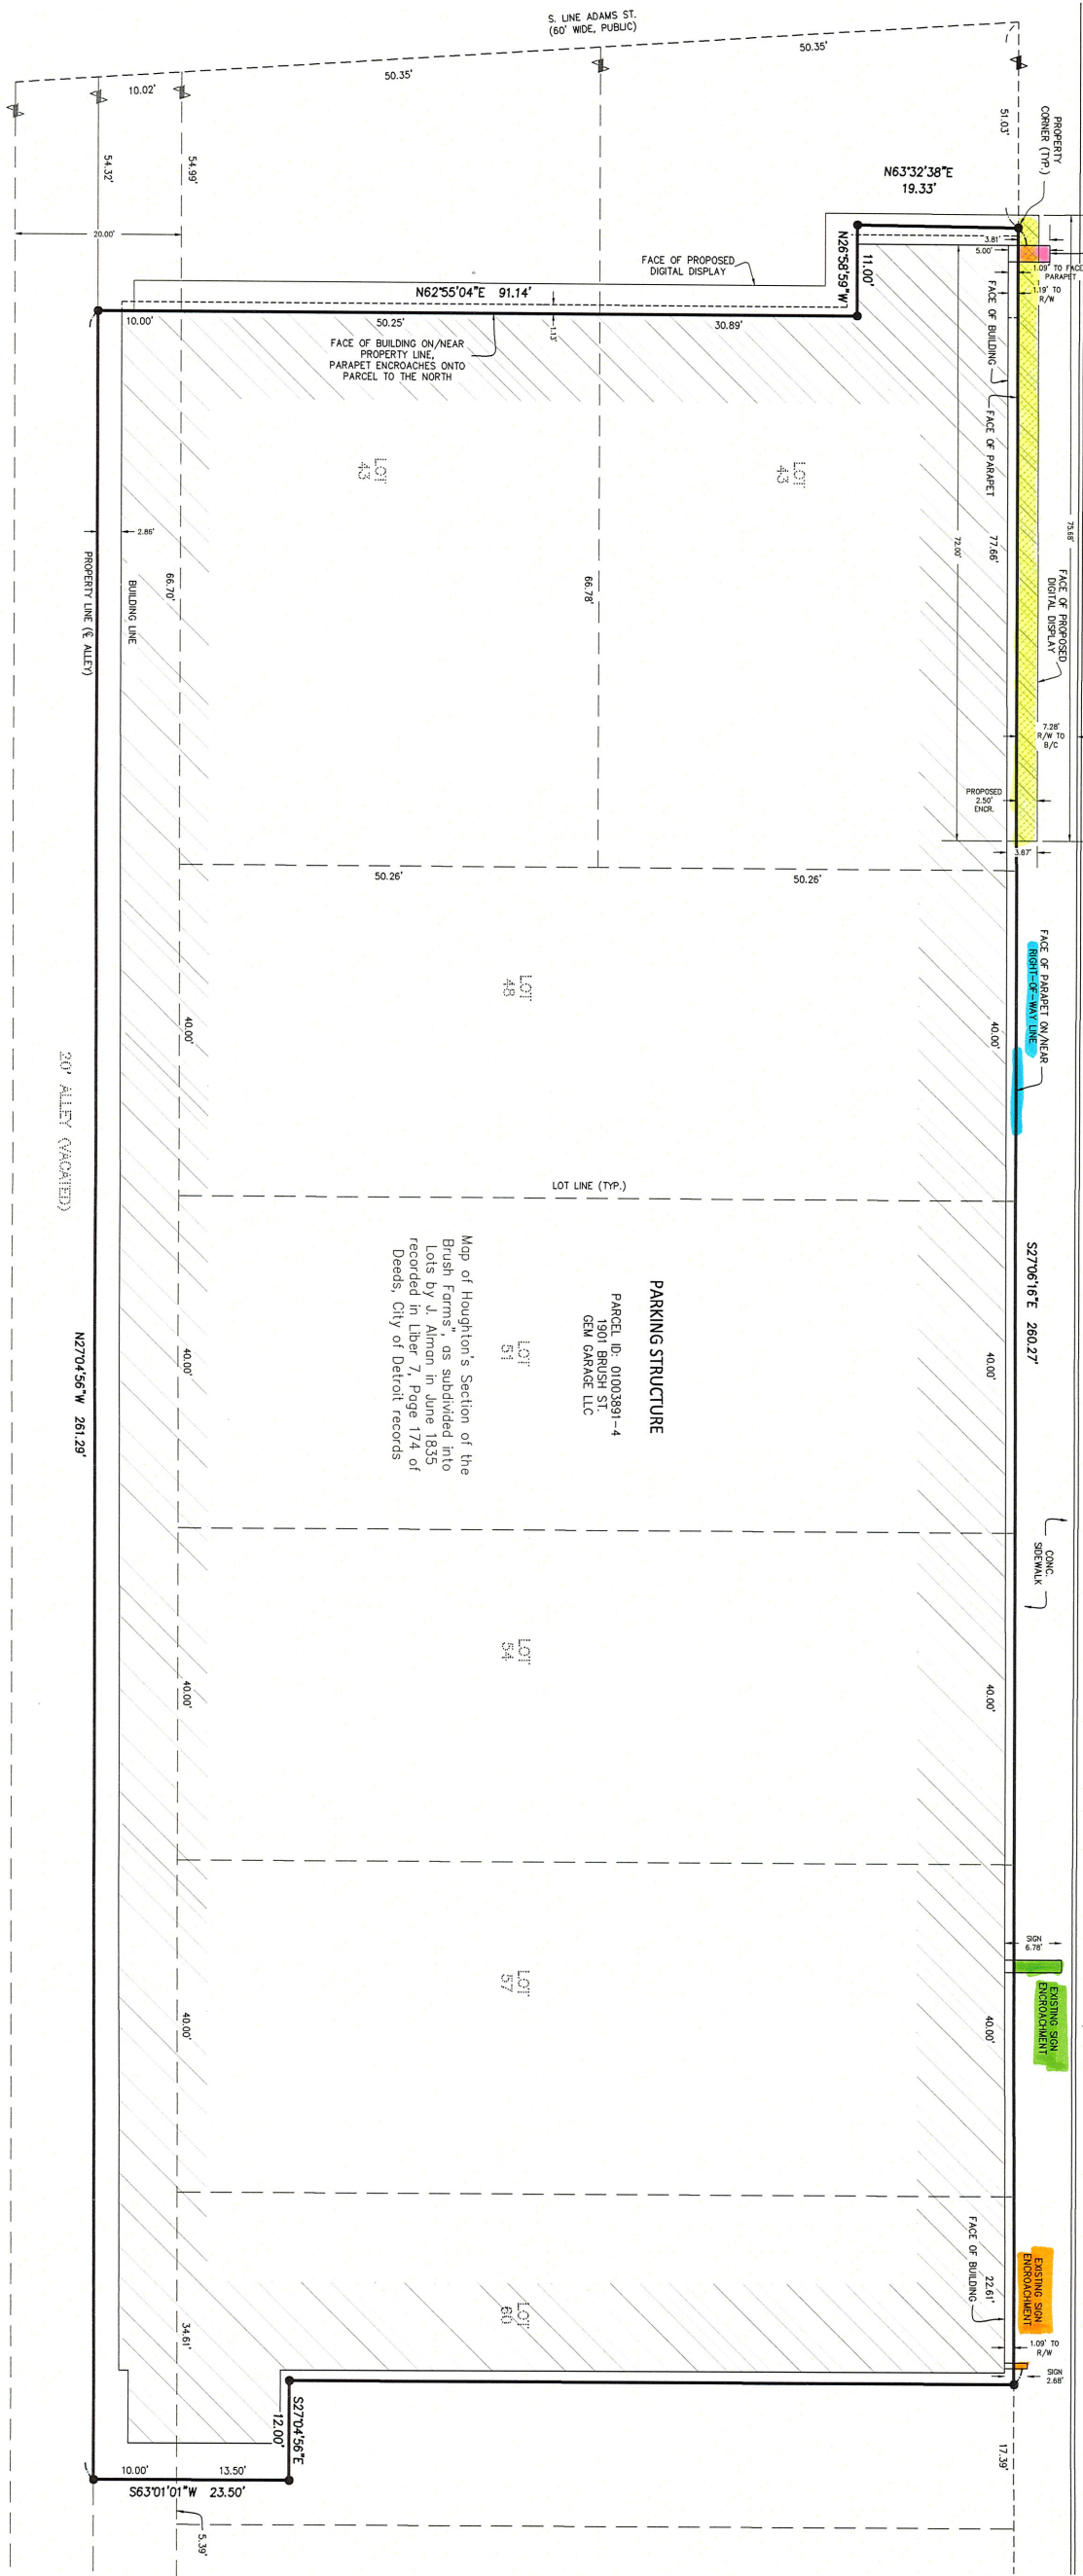 S. LINE ADAMS ST.
(60' WIDE, PUBLIC)
50.35'
50.35'
10.02'
51.03'
PROPERTY
CORNER (TYP.)
54.32'
54.99'
20.00'
N63°32'38"E
19.33'
N26°58'59"W
11.00'
3.81'
5.00'
1.09' TO FACE
PARAPET
1.19' TO
R/W
FACE OF PROPOSED
DIGITAL DISPLAY
N62°55'04"E 91.14'
10.00'
50.25'
1.13'
30.89'
FACE OF BUILDING ON/NEAR
PROPERTY LINE,
PARAPET ENCROACHES ONTO
PARCEL TO THE NORTH
FACE OF BUILDING
FACE OF PARAPET
77.66'
72.00'
75.68'
FACE OF PROPOSED
DIGITAL DISPLAY
7.28'
R/W TO
B/C
PROPOSED
2.50'
ENCR.
3.67'
LOT
43
LOT
43
2.86'
PROPERTY LINE (℄ ALLEY)
BUILDING LINE
66.70'
66.78'
50.26'
50.26'
FACE OF PARAPET ON/NEAR
RIGHT-OF-WAY LINE
LOT
48
40.00'
40.00'
20' ALLEY (VACATED)
LOT LINE (TYP.)
S27°06'16"E 260.27'
PARKING STRUCTURE
PARCEL ID: 01003891-4
1901 BRUSH ST.
GEM GARAGE LLC
LOT
51
Map of Houghton's Section of the
Brush Farms", as subdivided into
Lots by J. Alman in June 1835
recorded in Liber 7, Page 174 of
Deeds, City of Detroit records
40.00'
40.00'
N27°04'56"W 261.29'
CONC.
SIDEWALK
LOT
54
40.00'
40.00'
SIGN
6.78'
EXISTING SIGN
ENCROACHMENT
LOT
57
40.00'
40.00'
FACE OF BUILDING
22.61'
EXISTING SIGN
ENCROACHMENT
1.09' TO
R/W
SIGN
2.68'
LOT
60
34.61'
S27°04'56"E
12.00'
17.39'
10.00'
13.50'
S63°01'01"W 23.50'
5.39'